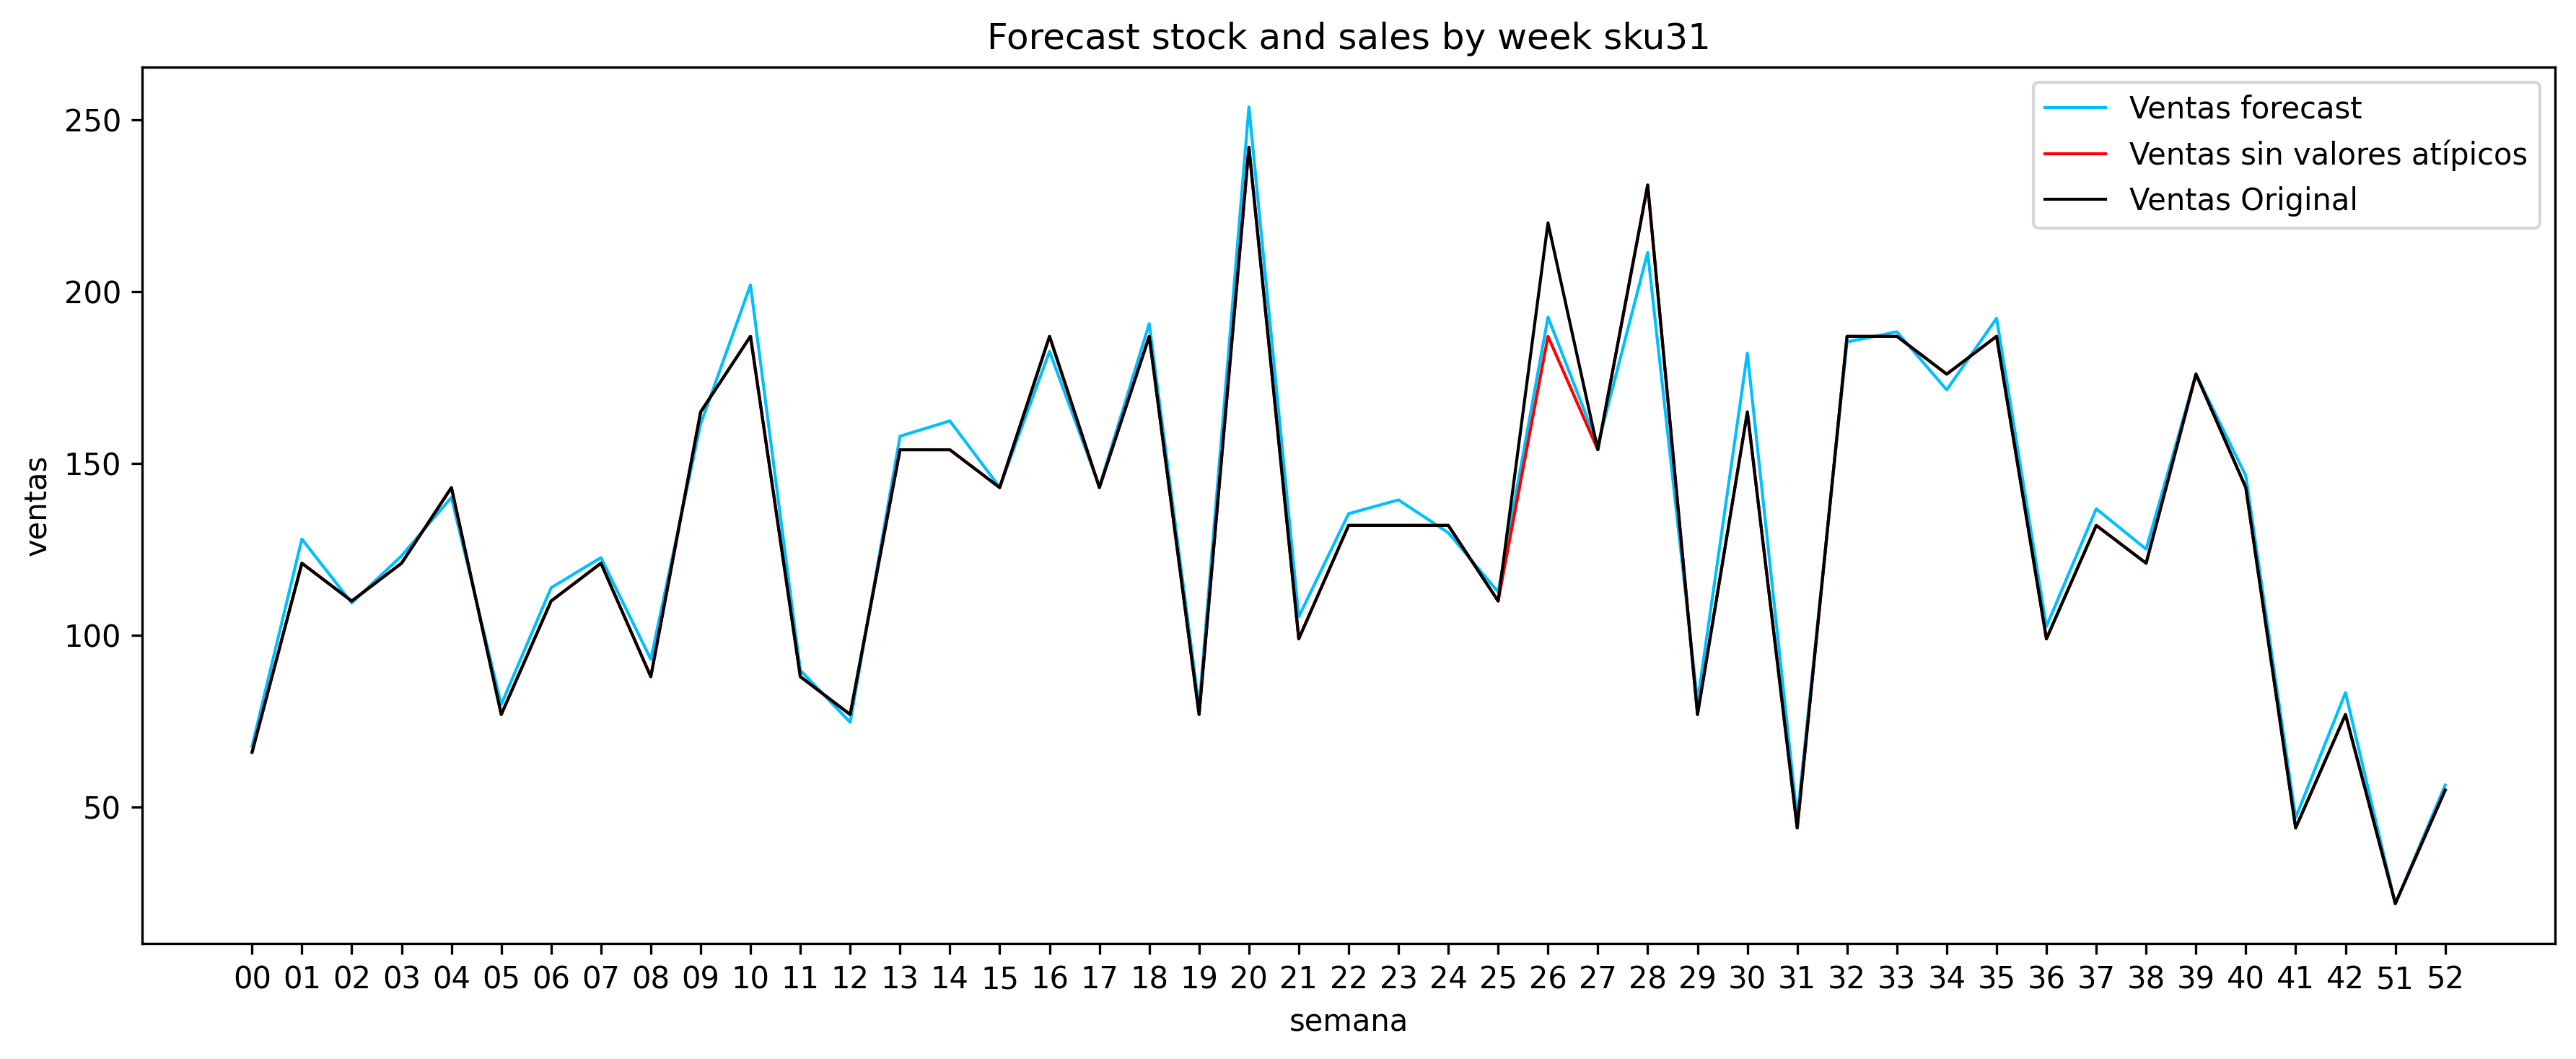 Forecast stock and sales by week sku31
Ventas forecast
Ventas sin valores atípicos
Ventas Original
250
200
150
100
50
ventas
00 01 02 03 04 05 06 07 08 09 10 11 12 13 14 15 16 17 18 19 20 21 22 23 24 25 26 27 28 29 30 31 32 33 34 35 36 37 38 39 40 41 42 51 52
semana